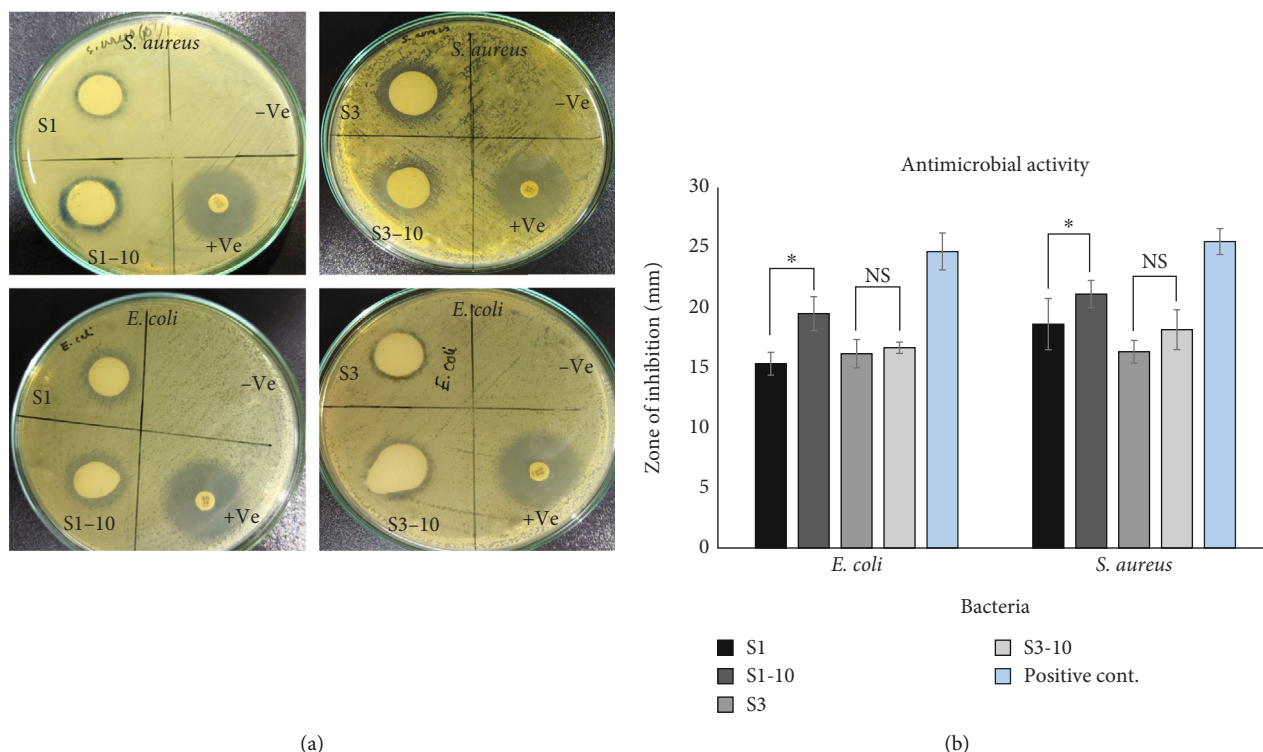 S. aureus
S. aureus
–Ve
S1
S1–10
+Ve
S. aureus
S. aureus
–Ve
S3
S3–10
+Ve
E. coli
E. coli
–Ve
S1
S1–10
+Ve
E. coli
E. coli
–Ve
S3
S3–10
+Ve
(a)
Antimicrobial activity
30
25
20
15
10
5
0
Zone of inhibition (mm)
*
NS
*
NS
E. coli
S. aureus
Bacteria
S1
S1-10
S3
S3-10
Positive cont.
(b)